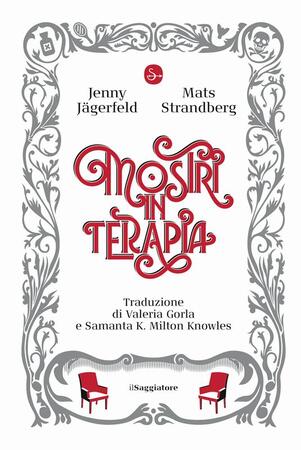 Jenny Mats
Jägerfeld Strandberg
MOSTRI
IN
TERAPIA
Traduzione
di Valeria Gorla
e Samanta K. Milton Knowles
ilSaggiatore